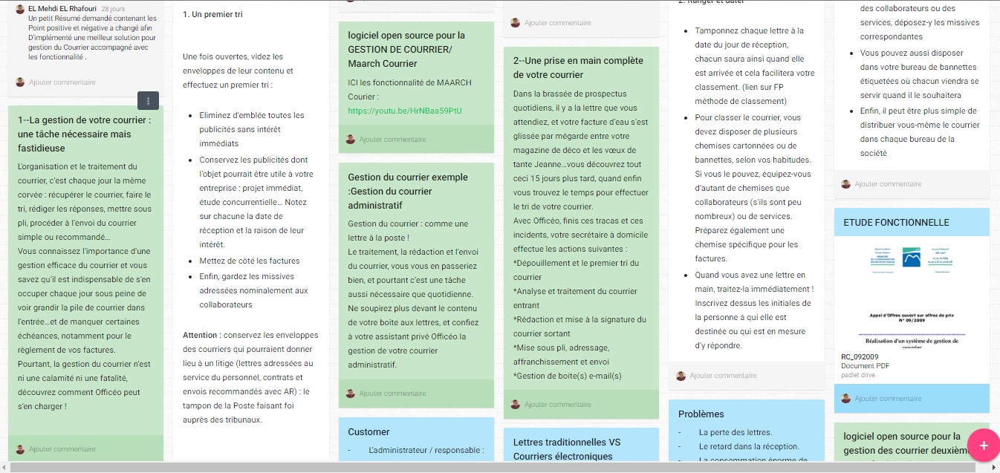 EL Mehdi EL Rhafouri 28 jours
Un petit Résumé demandé contenant les
Point positive et négative a changé afin
D'implémenté une meilleur solution pour
gestion du Courrier accompagné avec
les fonctionnalité .
Ajouter commentaire
1--La gestion de votre courrier :
une tâche nécessaire mais
fastidieuse
L'organisation et le traitement du
courrier, c'est chaque jour la même
corvée : récupérer le courrier, faire le
tri, rédiger les réponses, mettre sous
pli, procéder à l'envoi du courrier
simple ou recommandé…
Vous connaissez l'importance d'une
gestion efficace du courrier et vous
savez qu'il est indispensable de s'en
occuper chaque jour sous peine de
voir grandir la pile de courrier dans
l'entrée…et de manquer certaines
échéances, notamment pour le
règlement de vos factures.
Pourtant, la gestion du courrier n'est
ni une calamité ni une fatalité,
découvrez comment Officéo peut
s'en charger !
Ajouter commentaire
1. Un premier tri
Une fois ouvertes, videz les
enveloppes de leur contenu et
effectuez un premier tri :
• Eliminez d'emblée toutes les
publicités sans intérêt
immédiats
• Conservez les publicités dont
l'objet pourrait être utile à votre
entreprise : projet immédiat,
étude concurrentielle… Notez
sur chacune la date de
réception et la raison de leur
intérêt.
• Mettez de côté les factures
• Enfin, gardez les missives
adressées nominalement aux
collaborateurs
Attention : conservez les enveloppes
des courriers qui pourraient donner
lieu à un litige (lettres adressées au
service du personnel, contrats et
envois recommandés avec AR) : le
tampon de la Poste faisant foi
auprès des tribunaux.
logiciel open source pour la
GESTION DE COURRIER/
Maarch Courrier
ICI les fonctionnalité de MAARCH
Courier :
https://youtu.be/HrNBaa59PtU
Ajouter commentaire
Gestion du courrier exemple
:Gestion du courrier
administratif
Gestion du courrier : comme une
lettre à la poste !
Le traitement, la rédaction et l'envoi
du courrier, vous vous en passeriez
bien, et pourtant c'est une tâche
aussi nécessaire que quotidienne.
Ne soupirez plus devant le contenu
de votre boîte aux lettres, et confiez
à votre assistant privé Officéo la
gestion de votre courrier
administratif.
Ajouter commentaire
Customer
- L'administrateur / responsable :
Ajouter commentaire
2--Une prise en main complète
de votre courrier
Dans la brassée de prospectus
quotidiens, il y a la lettre que vous
attendiez, et votre facture d'eau s'est
glissée par mégarde entre votre
magazine de déco et les vœux de
tante Jeanne…vous découvrez tout
ceci 15 jours plus tard, quand enfin
vous trouvez le temps pour effectuer
le tri de votre courrier.
Avec Officéo, finis ces tracas et ces
incidents, votre secrétaire à domicile
effectue les actions suivantes :
*Dépouillement et le premier tri du
courrier
*Analyse et traitement du courrier
entrant
*Rédaction et mise à la signature du
courrier sortant
*Mise sous pli, adressage,
affranchissement et envoi
*Gestion de boite(s) e-mail(s)
Ajouter commentaire
Lettres traditionnelles VS
Courriers électroniques
2. Ranger et dater
• Tamponnez chaque lettre à la
date du jour de réception,
chacun saura ainsi quand elle
est arrivée et cela facilitera votre
classement. (lien sur FP
méthode de classement)
• Pour classer le courrier, vous
devez disposer de plusieurs
chemises cartonnées ou de
bannettes, selon vos habitudes.
Si vous le pouvez, équipez-vous
d'autant de chemises que
collaborateurs (s'ils sont peu
nombreux) ou de services.
Préparez également une
chemise spécifique pour les
factures.
• Quand vous avez une lettre en
main, traitez-la immédiatement !
Inscrivez dessus les initiales de
la personne à qui elle est
destinée ou qui est en mesure
d'y répondre.
Ajouter commentaire
Problèmes
- La perte des lettres.
- Le retard dans la réception.
- La consommation énorme de
des collaborateurs ou des
services, déposez-y les missives
correspondantes
• Vous pouvez aussi disposer
dans votre bureau de bannettes
étiquetées où chacun viendra se
servir quand il le souhaitera
• Enfin, il peut être plus simple de
distribuer vous-même le courrier
dans chaque bureau de la
société
Ajouter commentaire
ETUDE FONCTIONNELLE
Appel d'Offres ouvert sur offres de prix
N° 09/2009
Réalisation d'un système de gestion de
courrier
RC_092009
Document PDF
padlet drive
Ajouter commentaire
logiciel open source pour la
gestion des courrier deuxièm